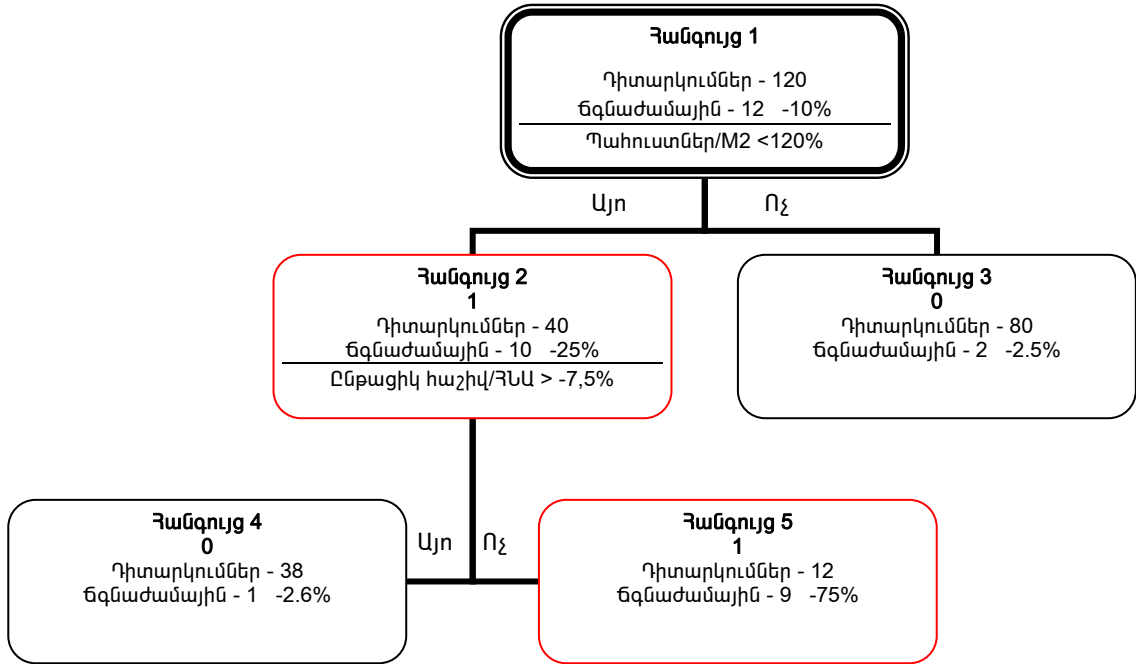 Հանգույց 1
Դիտարկումներ - 120
Ճգնաժամային - 12 -10%
Պահուստներ/M2 <120%
Այո
Ոչ
Հանգույց 2
1
Դիտարկումներ - 40
Ճգնաժամային - 10 -25%
Ընթացիկ հաշիվ/ՀՆԱ > -7,5%
Հանգույց 3
0
Դիտարկումներ - 80
Ճգնաժամային - 2 -2.5%
Հանգույց 4
0
Դիտարկումներ - 38
Ճգնաժամային - 1 -2.6%
Այո
Ոչ
Հանգույց 5
1
Դիտարկումներ - 12
Ճգնաժամային - 9 -75%